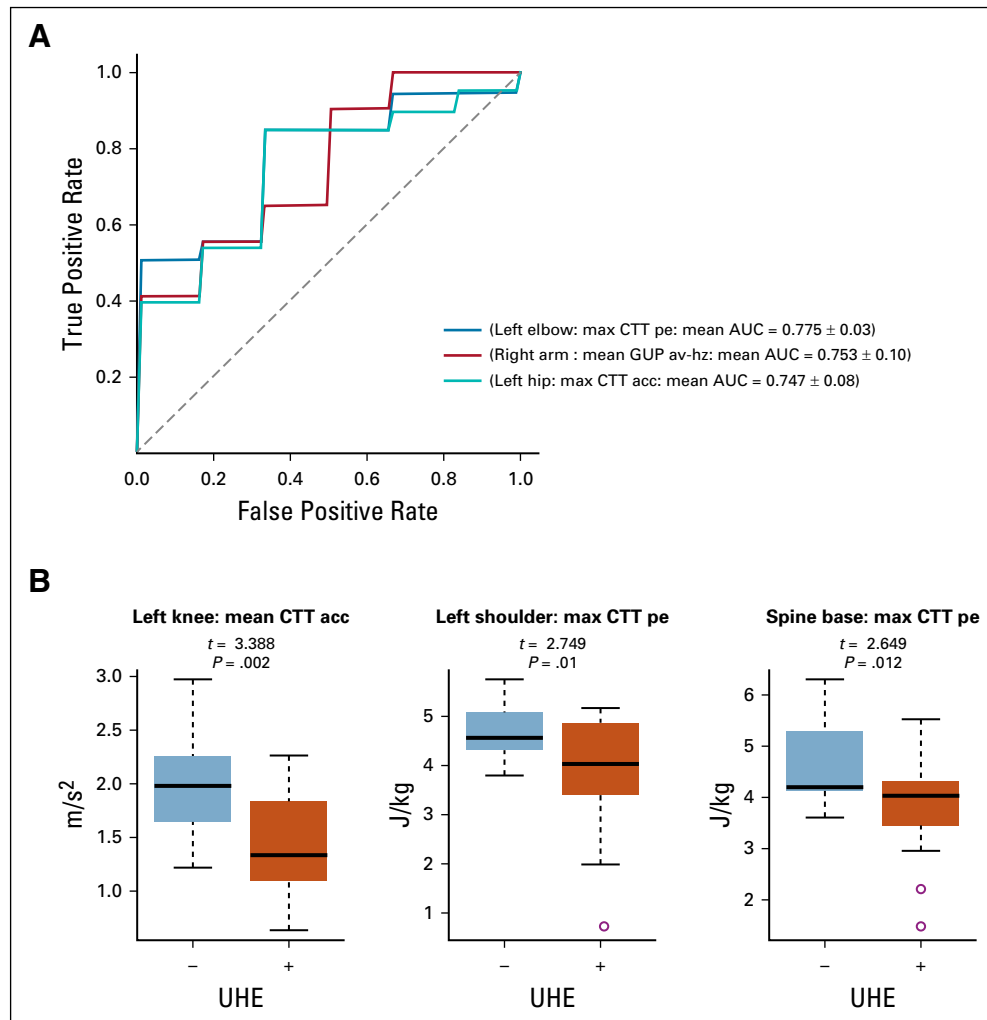 A
True Positive Rate
1.0
0.8
0.6
0.4
0.2
(Left elbow: max CTT pe: mean AUC = 0.775 ± 0.03)
(Right arm : mean GUP av-hz: mean AUC = 0.753 ± 0.10)
(Left hip: max CTT acc: mean AUC = 0.747 ± 0.08)
0.0 0.2 0.4 0.6 0.8 1.0
False Positive Rate
B
Left knee: mean CTT acc
t = 3.388
P = .002
m/s²
3.0
2.5
2.0
1.5
1.0
− +
UHE
Left shoulder: max CTT pe
t = 2.749
P = .01
J/kg
5
4
3
2
1
− +
UHE
Spine base: max CTT pe
t = 2.649
P = .012
J/kg
6
5
4
3
2
− +
UHE